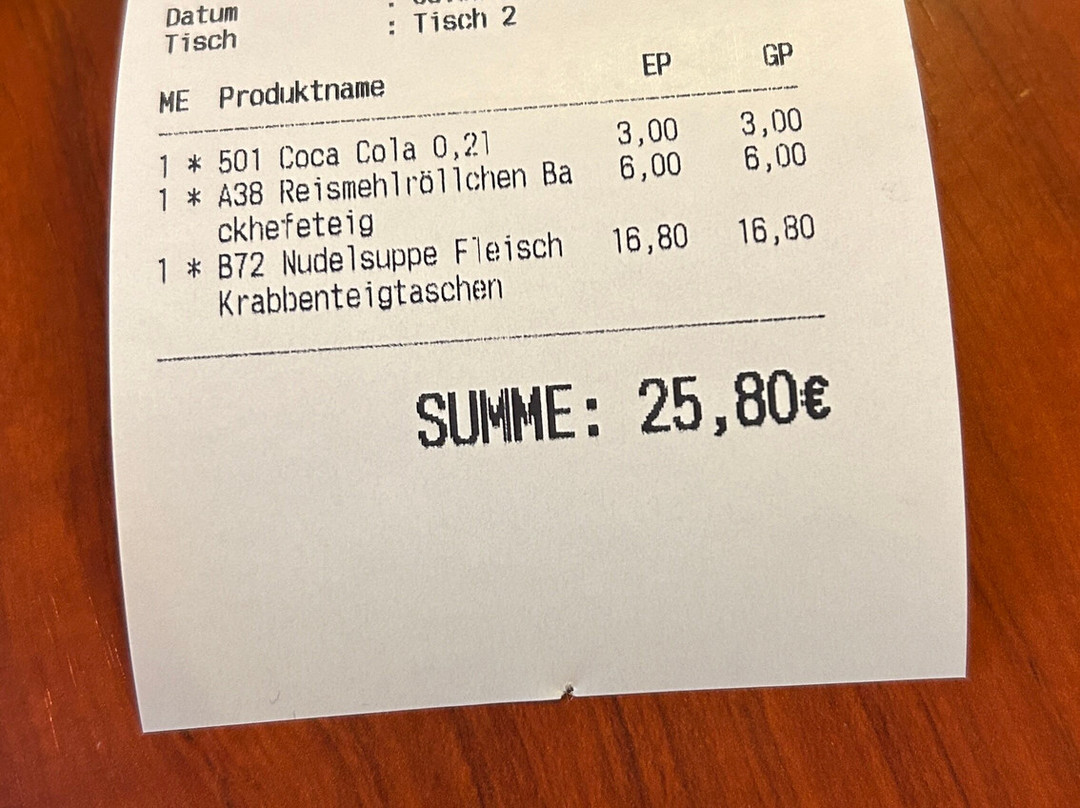 Datum :
Tisch : Tisch 2
ME Produktname EP GP
1 * 501 Coca Cola 0,2l 3,00 3,00
1 * A38 Reismehlröllchen Ba 6,00 6,00
ckhefeteig
1 * B72 Nudelsuppe Fleisch 16,80 16,80
Krabbenteigtaschen
SUMME: 25,80€